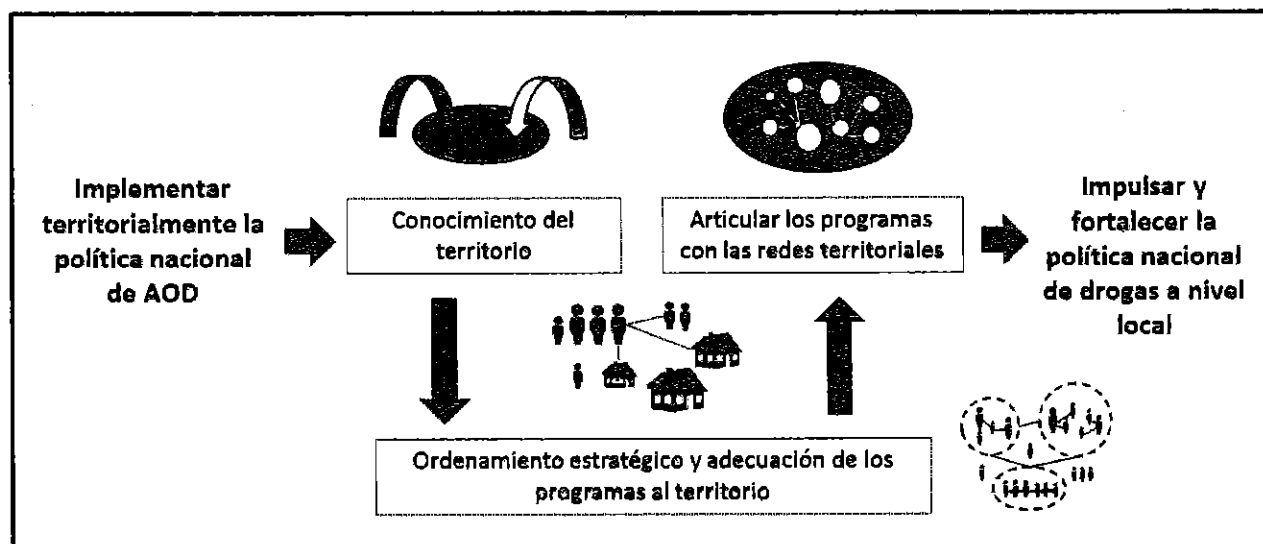 Implementar
territorialmente la
política nacional
de AOD
Conocimiento del
territorio
Articular los programas
con las redes territoriales
Impulsar y
fortalecer la
política nacional
de drogas a nivel
local
Ordenamiento estratégico y adecuación de los
programas al territorio